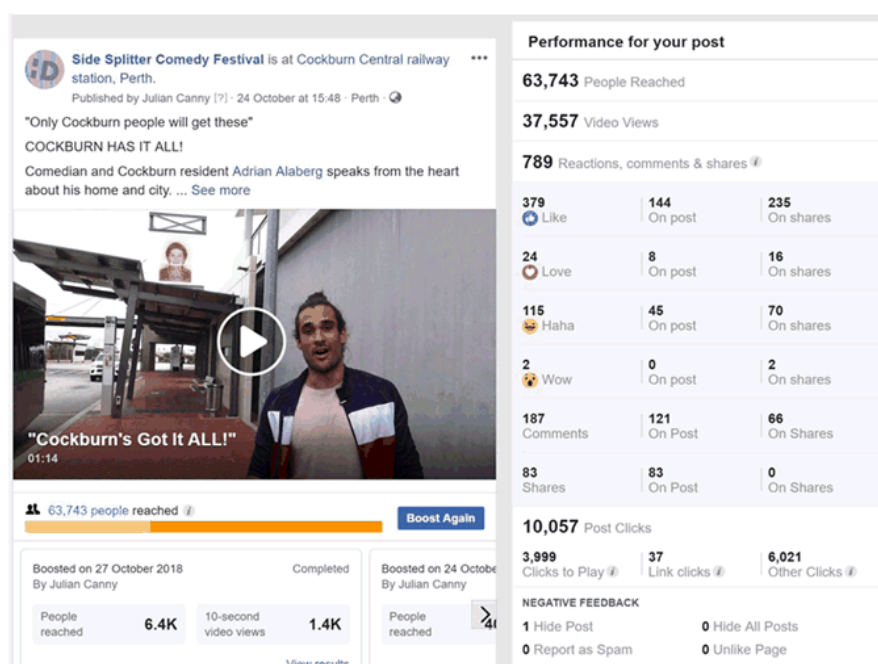 :D
Side Splitter Comedy Festival is at Cockburn Central railway
station, Perth.
Published by Julian Canny [?] · 24 October at 15:48 · Perth ·
"Only Cockburn people will get these"
COCKBURN HAS IT ALL!
Comedian and Cockburn resident Adrian Alaberg speaks from the heart
about his home and city. ... See more
"Cockburn's Got It ALL!"
01:14
63,743 people reached
Boost Again
Boosted on 27 October 2018 Completed
By Julian Canny
People reached 6.4K 10-second video views 1.4K
View results
Boosted on 24 Octobe
By Julian Canny
People reached
Performance for your post
63,743 People Reached
37,557 Video Views
789 Reactions, comments & shares
379 144 235
Like On post On shares
24 8 16
Love On post On shares
115 45 70
Haha On post On shares
2 0 2
Wow On post On shares
187 121 66
Comments On Post On Shares
83 83 0
Shares On Post On Shares
10,057 Post Clicks
3,999 37 6,021
Clicks to Play Link clicks Other Clicks
NEGATIVE FEEDBACK
1 Hide Post 0 Hide All Posts
0 Report as Spam 0 Unlike Page